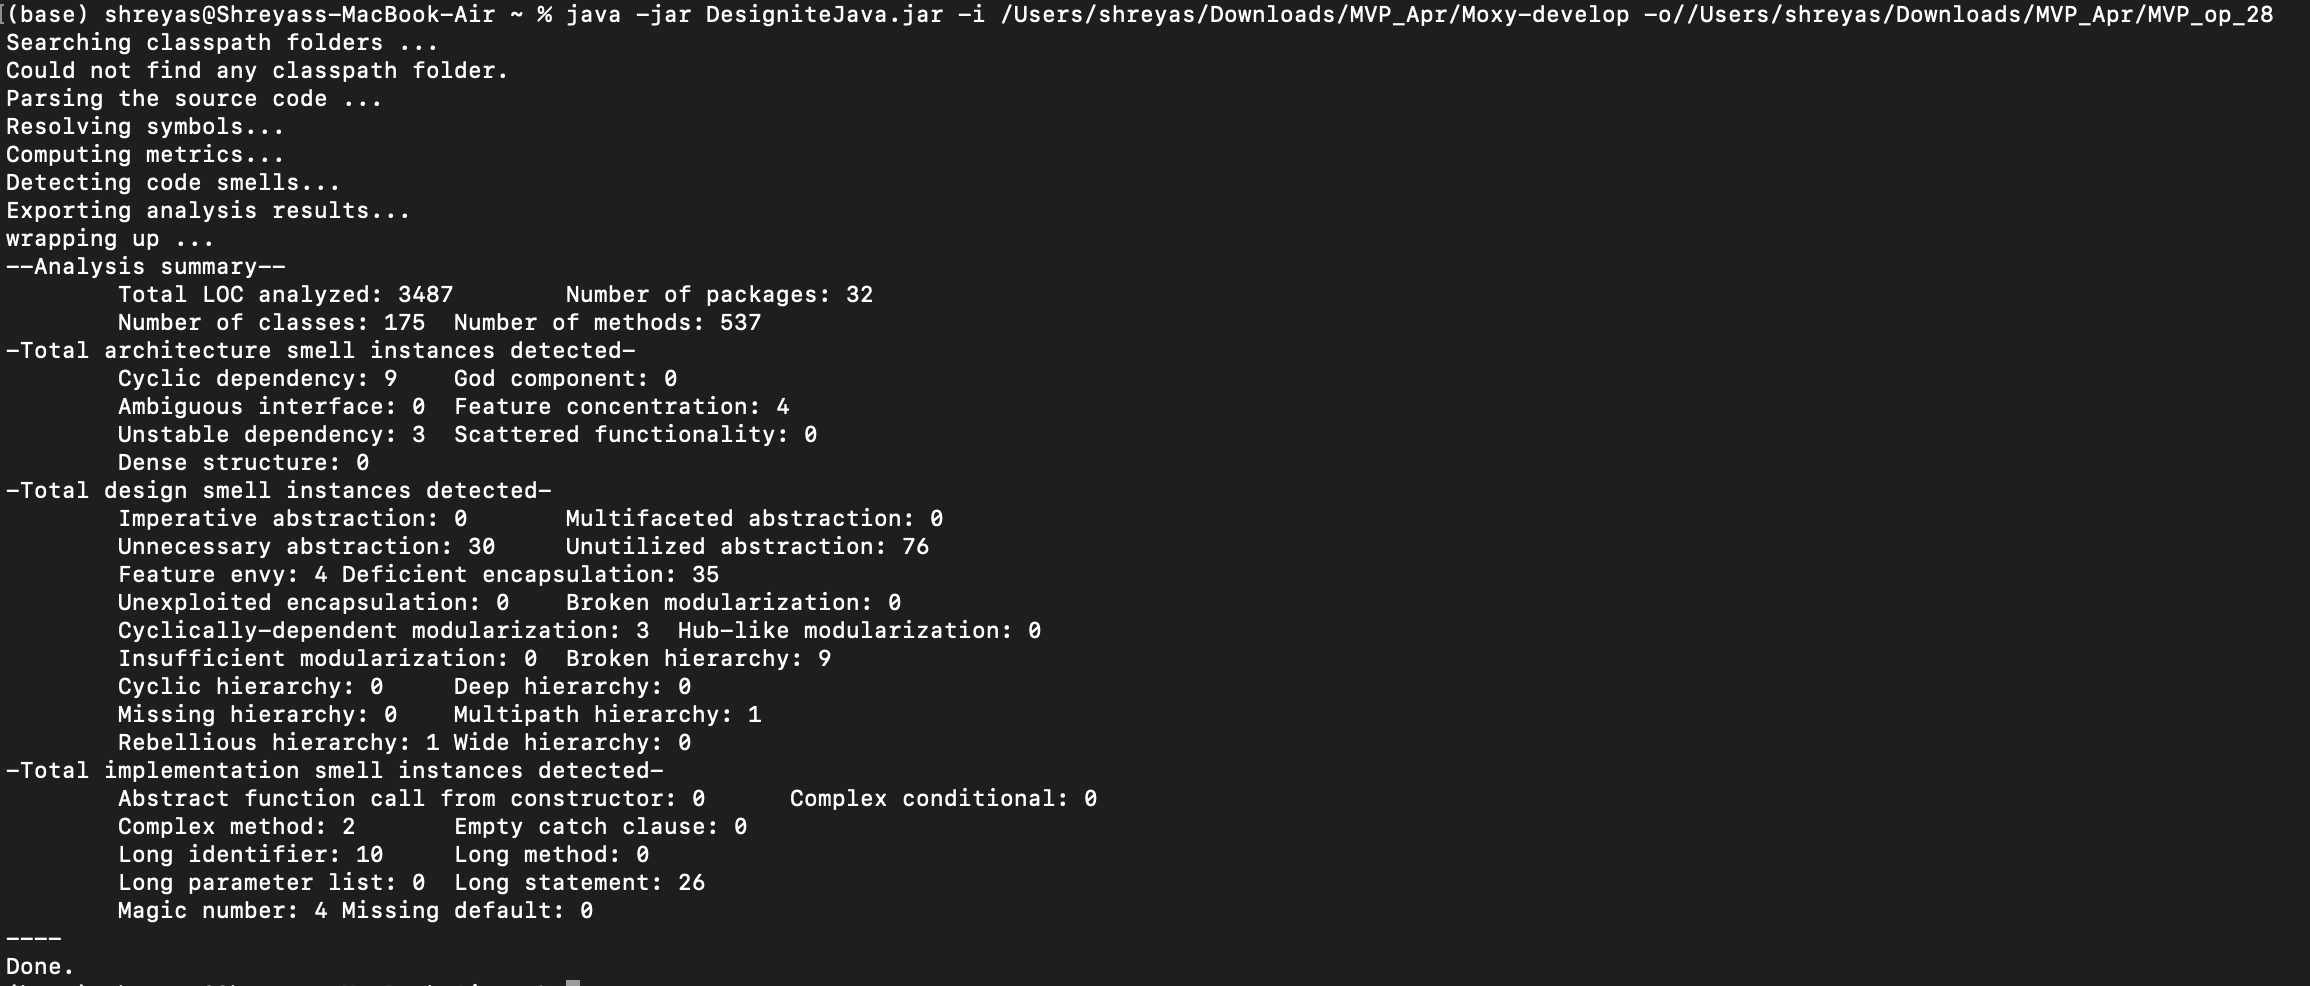 (base) shreyas@Shreyass-MacBook-Air ~ % java -jar DesigniteJava.jar -i /Users/shreyas/Downloads/MVP_Apr/Moxy-develop -o//Users/shreyas/Downloads/MVP_Apr/MVP_op_28
Searching classpath folders ...
Could not find any classpath folder.
Parsing the source code ...
Resolving symbols...
Computing metrics...
Detecting code smells...
Exporting analysis results...
wrapping up ...
--Analysis summary--
Total LOC analyzed: 3487 Number of packages: 32
Number of classes: 175 Number of methods: 537
-Total architecture smell instances detected-
Cyclic dependency: 9 God component: 0
Ambiguous interface: 0 Feature concentration: 4
Unstable dependency: 3 Scattered functionality: 0
Dense structure: 0
-Total design smell instances detected-
Imperative abstraction: 0 Multifaceted abstraction: 0
Unnecessary abstraction: 30 Unutilized abstraction: 76
Feature envy: 4 Deficient encapsulation: 35
Unexploited encapsulation: 0 Broken modularization: 0
Cyclically-dependent modularization: 3 Hub-like modularization: 0
Insufficient modularization: 0 Broken hierarchy: 9
Cyclic hierarchy: 0 Deep hierarchy: 0
Missing hierarchy: 0 Multipath hierarchy: 1
Rebellious hierarchy: 1 Wide hierarchy: 0
-Total implementation smell instances detected-
Abstract function call from constructor: 0 Complex conditional: 0
Complex method: 2 Empty catch clause: 0
Long identifier: 10 Long method: 0
Long parameter list: 0 Long statement: 26
Magic number: 4 Missing default: 0
----
Done.